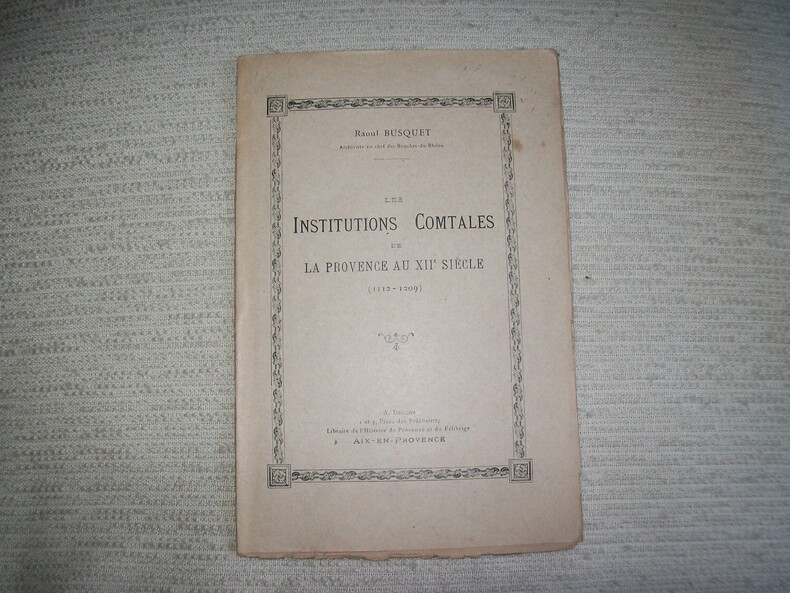 Raoul BUSQUET
Archiviste en chef des Bouches-du-Rhône
LES
INSTITUTIONS COMTALES
DE
LA PROVENCE AU XIIe SIÈCLE
(1112-1209)
A. DRAGON
1 et 3, Place des Prêcheurs,
Libraire de l'Histoire de Provence et du Félibrige
AIX-EN-PROVENCE